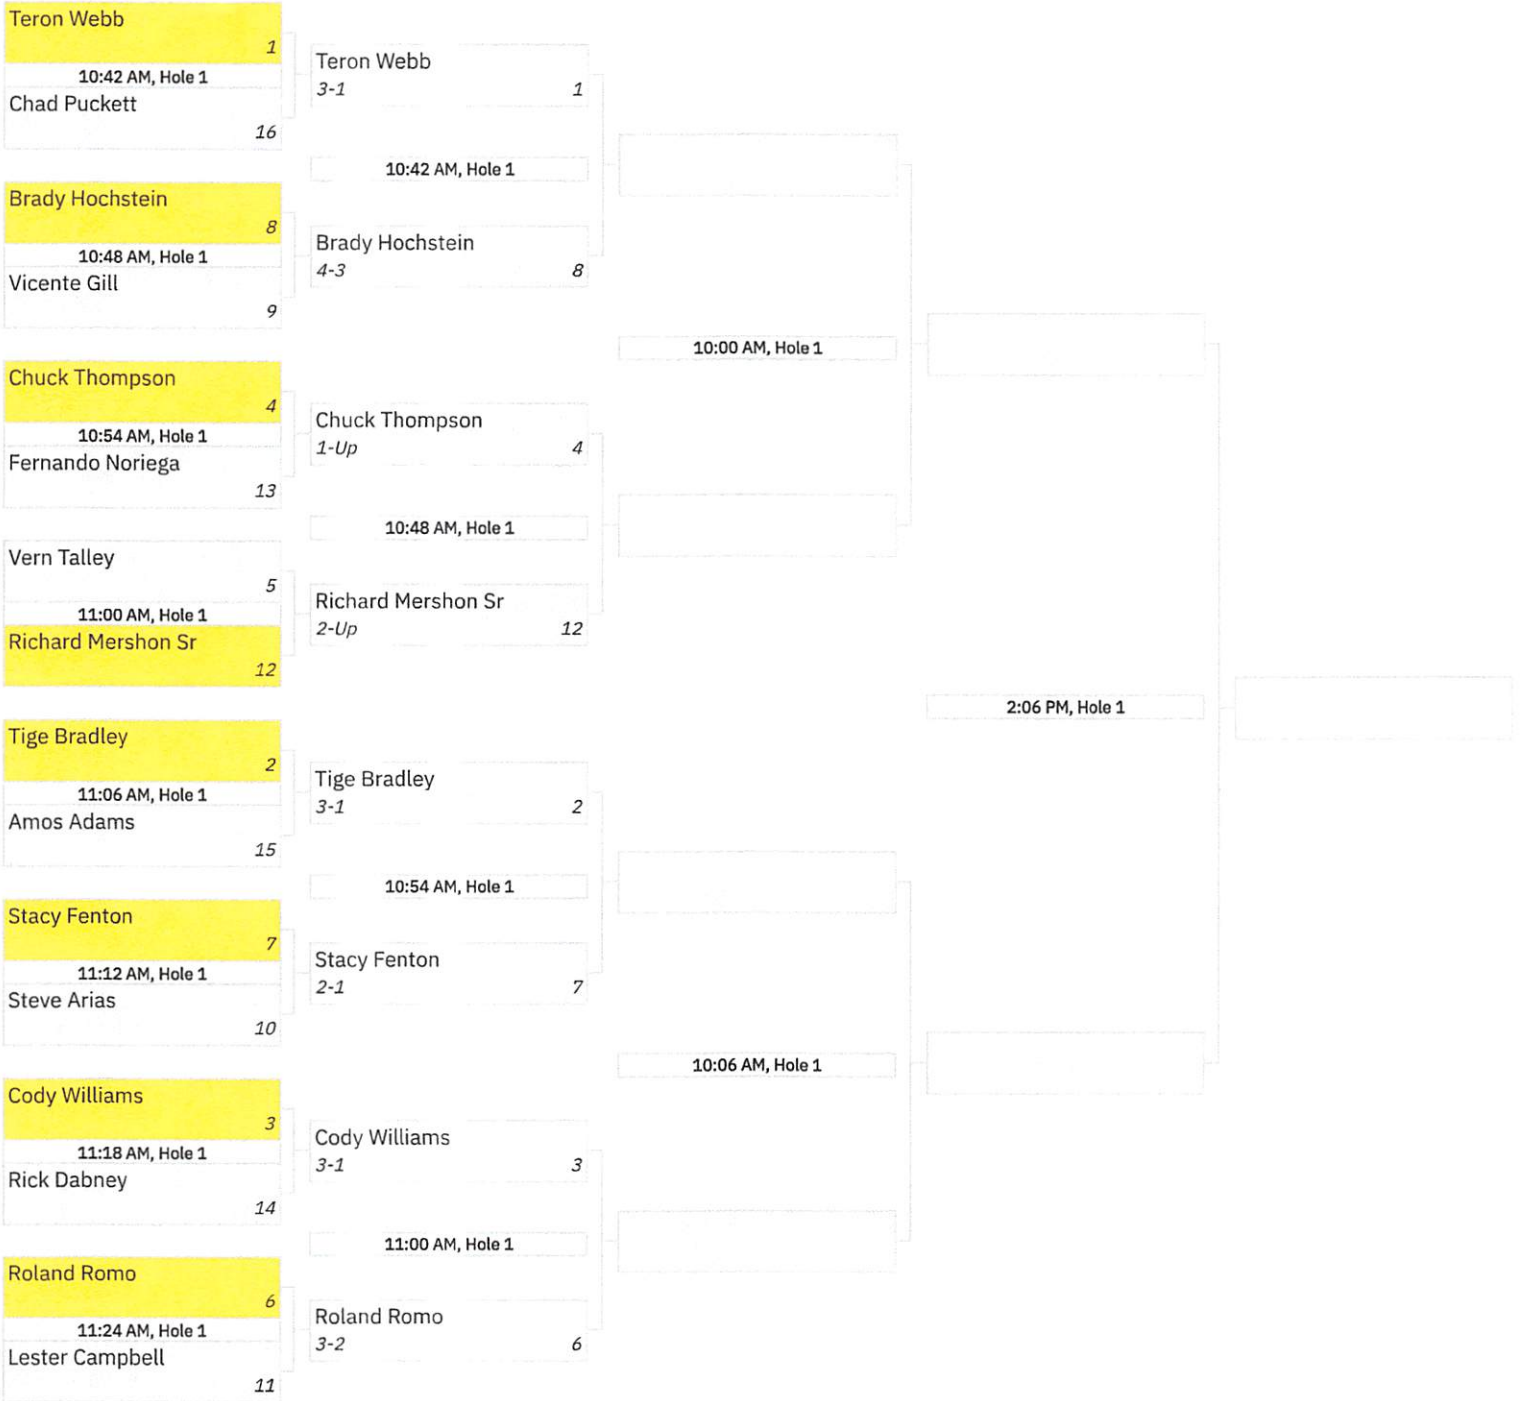 Teron Webb
1
10:42 AM, Hole 1
Chad Puckett
16
Brady Hochstein
8
10:48 AM, Hole 1
Vicente Gill
9
Chuck Thompson
4
10:54 AM, Hole 1
Fernando Noriega
13
Vern Talley
5
11:00 AM, Hole 1
Richard Mershon Sr
12
Tige Bradley
2
11:06 AM, Hole 1
Amos Adams
15
Stacy Fenton
7
11:12 AM, Hole 1
Steve Arias
10
Cody Williams
3
11:18 AM, Hole 1
Rick Dabney
14
Roland Romo
6
11:24 AM, Hole 1
Lester Campbell
11
Teron Webb
3-1 1
10:42 AM, Hole 1
Brady Hochstein
4-3 8
Chuck Thompson
1-Up 4
10:48 AM, Hole 1
Richard Mershon Sr
2-Up 12
Tige Bradley
3-1 2
10:54 AM, Hole 1
Stacy Fenton
2-1 7
Cody Williams
3-1 3
11:00 AM, Hole 1
Roland Romo
3-2 6
10:00 AM, Hole 1
10:06 AM, Hole 1
2:06 PM, Hole 1